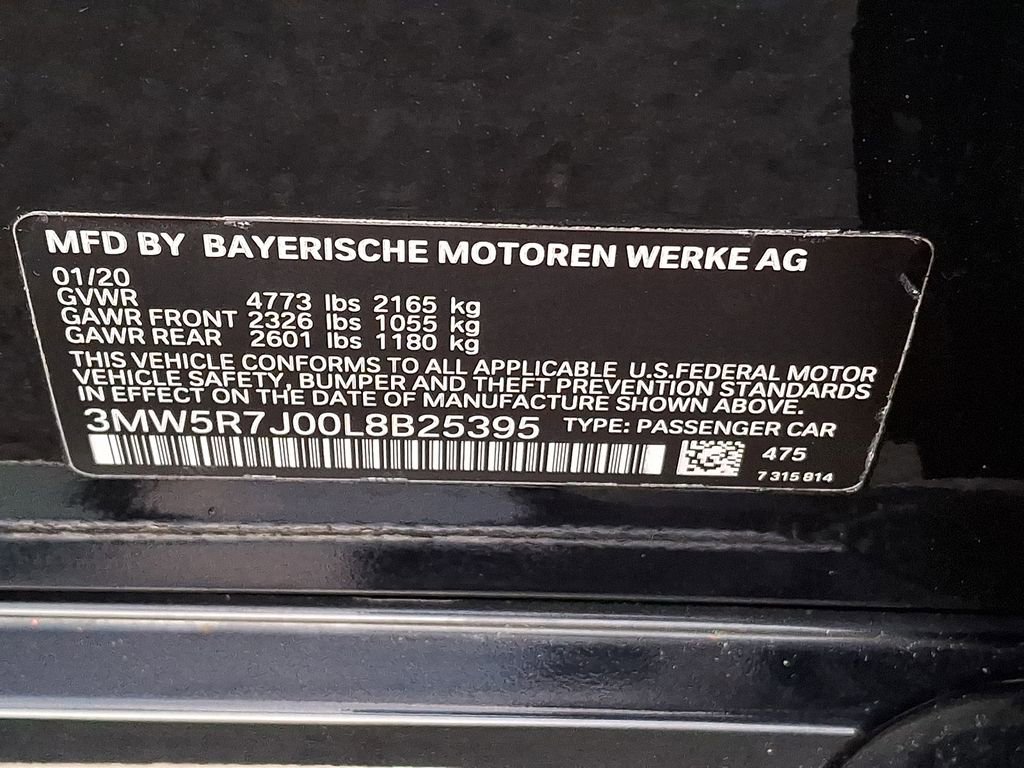 MFD BY BAYERISCHE MOTOREN WERKE AG
01/20
GVWR 4773 lbs 2165 kg
GAWR FRONT 2326 lbs 1055 kg
GAWR REAR 2601 lbs 1180 kg
THIS VEHICLE CONFORMS TO ALL APPLICABLE U.S.FEDERAL MOTOR
VEHICLE SAFETY, BUMPER AND THEFT PREVENTION STANDARDS
IN EFFECT ON THE DATE OF MANUFACTURE SHOWN ABOVE.
3MW5R7J00L8B25395 TYPE: PASSENGER CAR
475
7 315 814